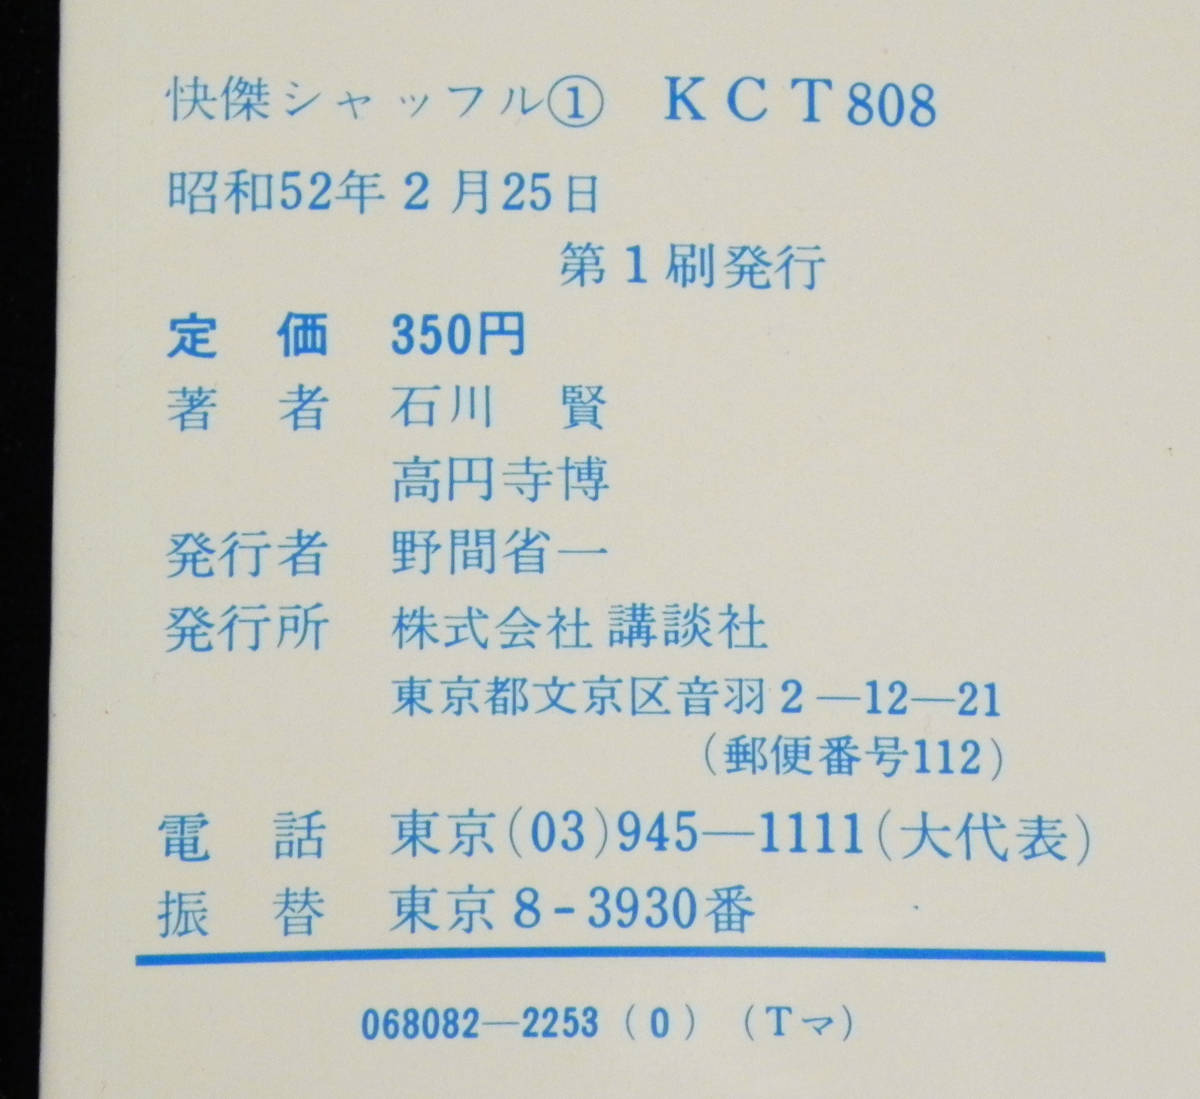 快傑シャッフル① KCT808
昭和52年2月25日
第1刷発行
定 価 350円
著 者 石川 賢
高円寺博
発行者 野間省一
発行所 株式会社 講談社
東京都文京区音羽2―12―21
(郵便番号112)
電 話 東京(03)945―1111(大代表)
振 替 東京8-3930番
068082―2253(0)(Tマ)